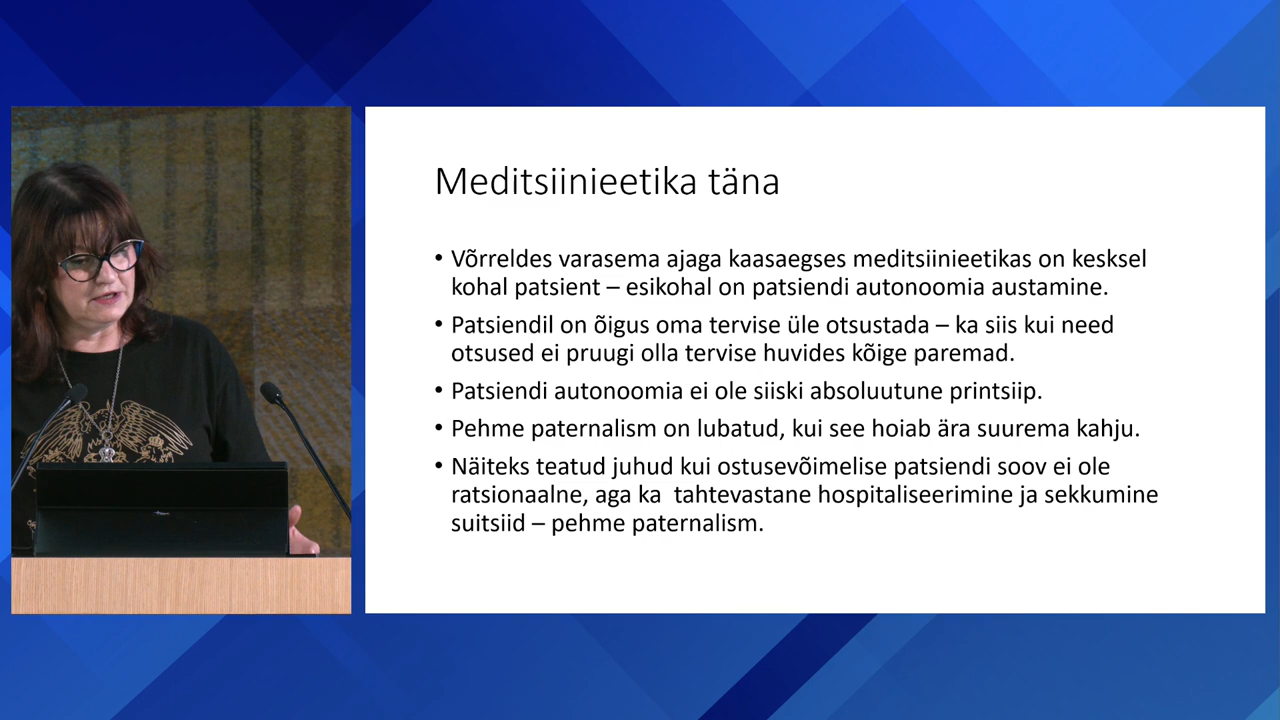 Meditsiinieetika täna
• Võrreldes varasema ajaga kaasaegses meditsiinieetikas on kesksel
kohal patsient – esikohal on patsiendi autonoomia austamine.
• Patsiendil on õigus oma tervise üle otsustada – ka siis kui need
otsused ei pruugi olla tervise huvides kõige paremad.
• Patsiendi autonoomia ei ole siiski absoluutune printsiip.
• Pehme paternalism on lubatud, kui see hoiab ära suurema kahju.
• Näiteks teatud juhud kui ostusevõimelise patsiendi soov ei ole
ratsionaalne, aga ka  tahtevastane hospitaliseerimine ja sekkumine
suitsiid – pehme paternalism.